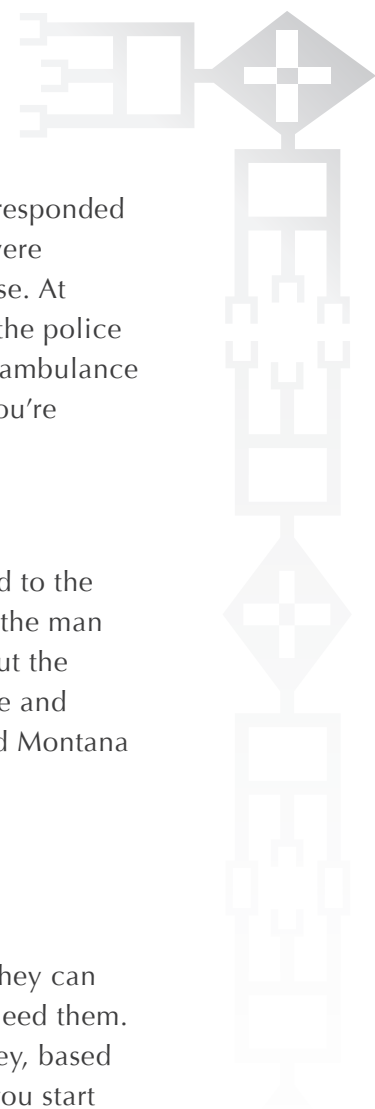 responded
were
se. At
the police
ambulance
ou're
d to the
the man
ut the
e and
d Montana
hey can
eed them.
ey, based
ou start